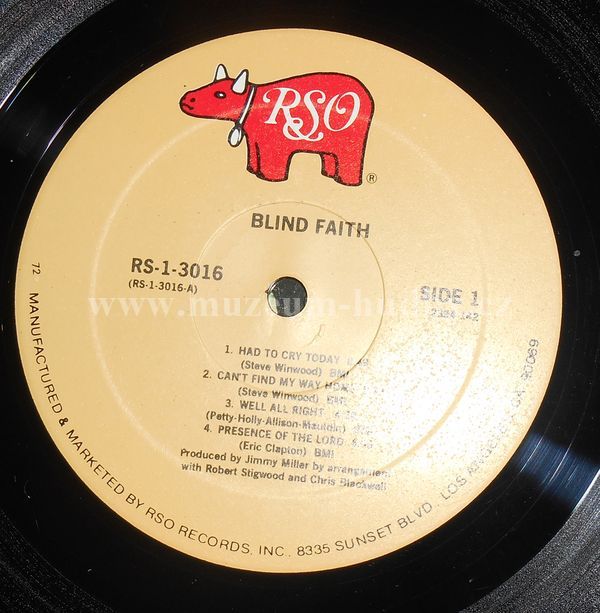 RSO
®
BLIND FAITH
RS-1-3016
(RS-1-3016-A)
SIDE 1
2394 142
1. HAD TO CRY TODAY
(Steve Winwood) BMI
2. CAN'T FIND MY WAY HOME
(Steve Winwood) BMI
3. WELL ALL RIGHT
(Petty-Holly-Allison-Mauldin)
4. PRESENCE OF THE LORD
(Eric Clapton) BMI
Produced by Jimmy Miller by arrangement
with Robert Stigwood and Chris Blackwell
72 MANUFACTURED & MARKETED BY RSO RECORDS, INC., 8335 SUNSET BLVD., LOS ANGELES, CA. 90069